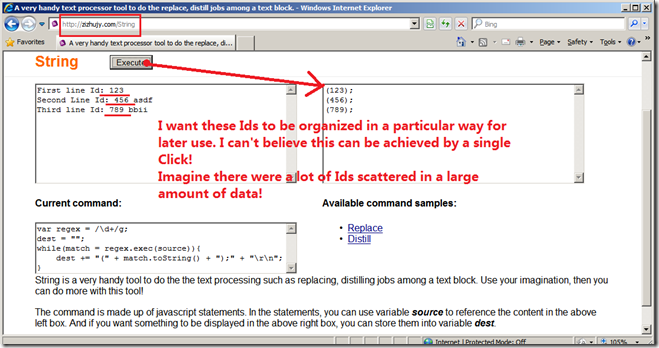 A very handy text processor tool to do the replace, distill jobs among a text block. - Windows Internet Explorer
http://zizhujy.com/String
Bing
Favorites
A very handy text processor tool to do the replace, di...
Page
Safety
Tools
String
Execute
First line Id: 123
Second Line Id: 456 asdf
Third line Id: 789 bbii
(123);
(456);
(789);
I want these Ids to be organized in a particular way for
later use. I can't believe this can be achieved by a single
Click!
Imagine there were a lot of Ids scattered in a large
amount of data!
Current command:
Available command samples:
var regex = /\d+/g;
dest = "";
while(match = regex.exec(source)){
dest += "(" + match.toString() + ");" + "\r\n";
}
• Replace
• Distill
String is a very handy tool to do the the text processing such as replacing, distilling jobs among a text block. Use your imagination, then you
can do more with this tool!
The command is made up of javascript statements. In the statements, you can use variable source to reference the content in the above
left box. And if you want something to be displayed in the above right box, you can store them into variable dest.
Internet | Protected Mode: Off
105%